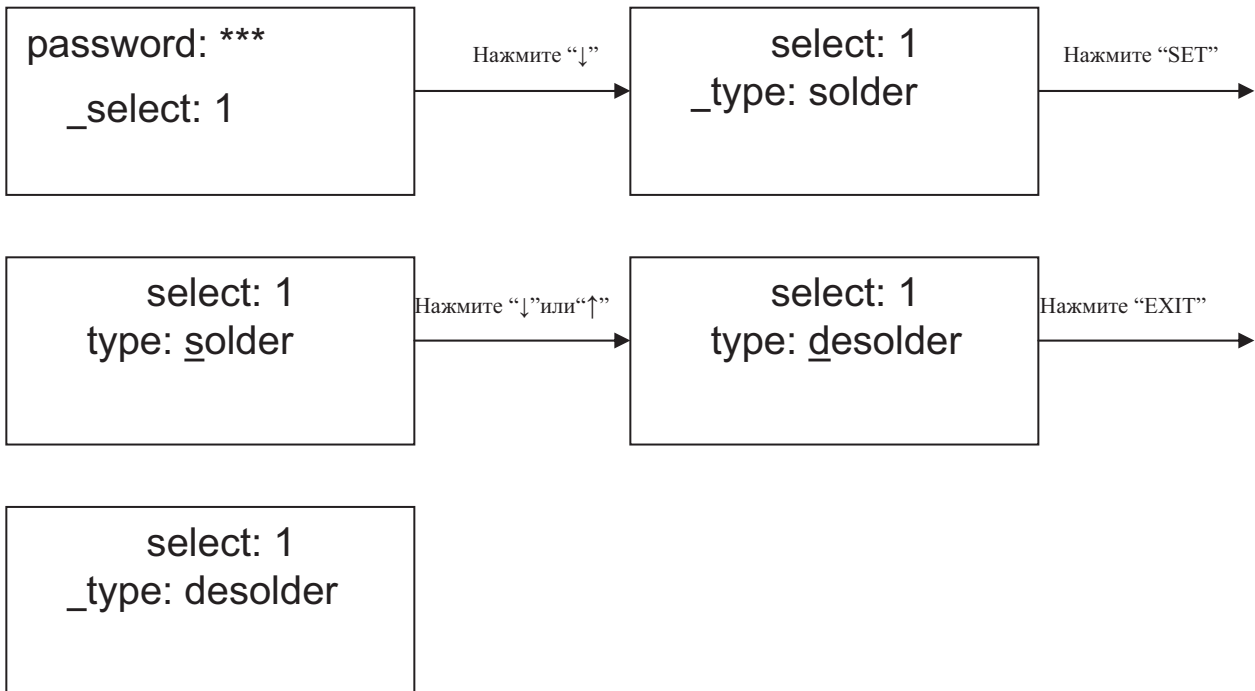 password: ***
_select: 1
Нажмите “↓”
select: 1
_type: solder
Нажмите “SET”
select: 1
type: solder
Нажмите “↓”или“↑”
select: 1
type: desolder
Нажмите “EXIT”
select: 1
_type: desolder